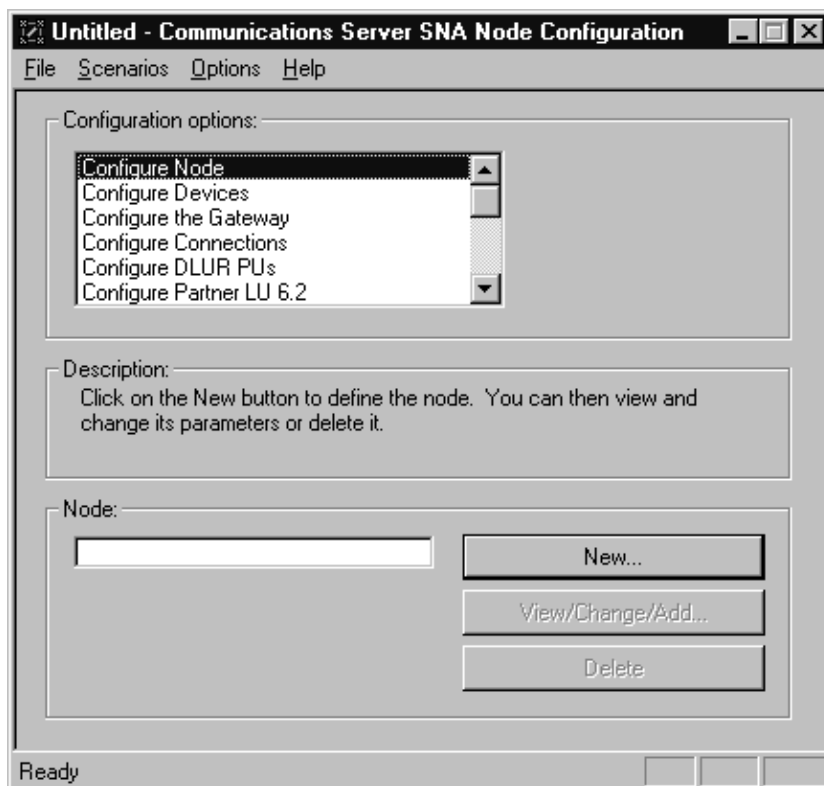 Untitled - Communications Server SNA Node Configuration
File Scenarios Options Help
Configuration options:
Configure Node
Configure Devices
Configure the Gateway
Configure Connections
Configure DLUR PUs
Configure Partner LU 6.2
Description:
Click on the New button to define the node. You can then view and
change its parameters or delete it.
Node:
New...
View/Change/Add...
Delete
Ready